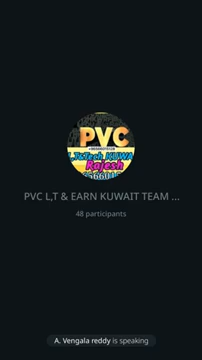 PVC
Rajesh
PVC L,T & EARN KUWAIT TEAM ...
48 participants
A. Vengala reddy is speaking